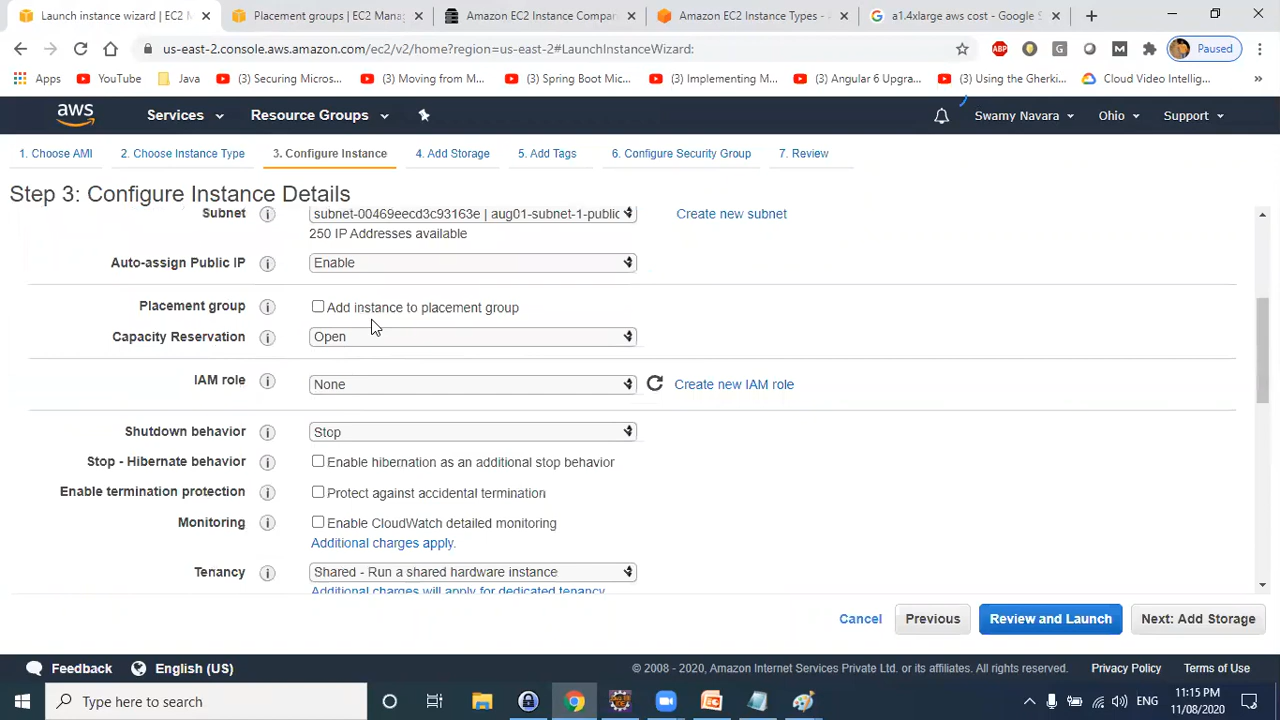 Launch instance wizard | EC2 M
Placement groups | EC2 Manag
Amazon EC2 Instance Compari
Amazon EC2 Instance Types -
a1.4xlarge aws cost - Google S
us-east-2.console.aws.amazon.com/ec2/v2/home?region=us-east-2#LaunchInstanceWizard:
ABP
G
M
Paused
Apps
YouTube
Java
(3) Securing Micros...
(3) Moving from M...
(3) Spring Boot Mic...
(3) Implementing M...
(3) Angular 6 Upgra...
(3) Using the Gherki...
Cloud Video Intellig...
aws
Services
Resource Groups
Swamy Navara
Ohio
Support
1. Choose AMI
2. Choose Instance Type
3. Configure Instance
4. Add Storage
5. Add Tags
6. Configure Security Group
7. Review
Step 3: Configure Instance Details
Subnet
subnet-00469eecd3c93163e | aug01-subnet-1-public
Create new subnet
250 IP Addresses available
Auto-assign Public IP
Enable
Placement group
Add instance to placement group
Capacity Reservation
Open
IAM role
None
Create new IAM role
Shutdown behavior
Stop
Stop - Hibernate behavior
Enable hibernation as an additional stop behavior
Enable termination protection
Protect against accidental termination
Monitoring
Enable CloudWatch detailed monitoring
Additional charges apply.
Tenancy
Shared - Run a shared hardware instance
Additional charges will apply for dedicated tenancy.
Cancel
Previous
Review and Launch
Next: Add Storage
Feedback
English (US)
© 2008 - 2020, Amazon Internet Services Private Ltd. or its affiliates. All rights reserved.
Privacy Policy
Terms of Use
Type here to search
ENG
11:15 PM
11/08/2020